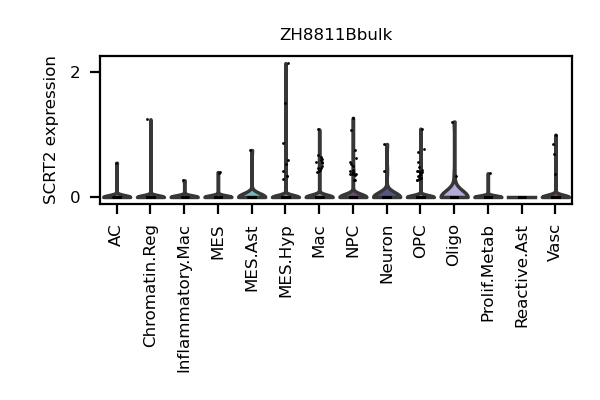 ZH8811Bbulk
SCRT2 expression
2
0
AC
Chromatin.Reg
Inflammatory.Mac
MES
MES.Ast
MES.Hyp
Mac
NPC
Neuron
OPC
Oligo
Prolif.Metab
Reactive.Ast
Vasc